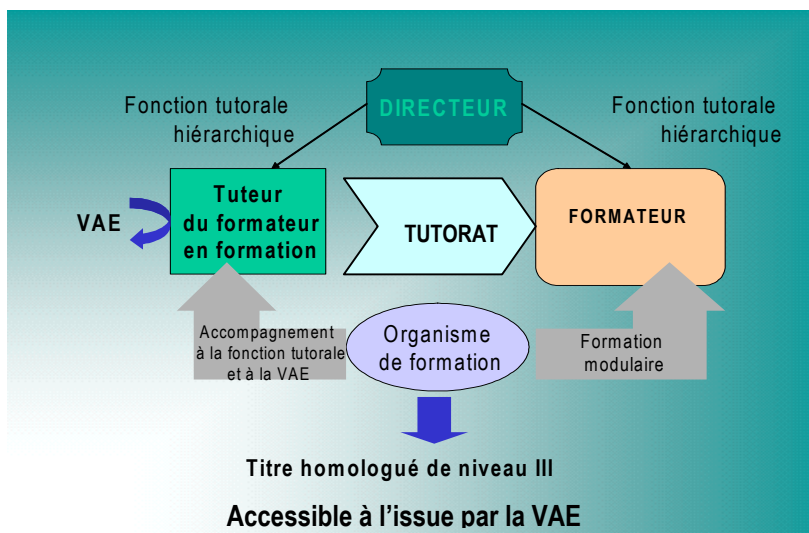 Fonction tutorale
hiérarchique
DIRECTEUR
Fonction tutorale
hiérarchique
VAE
Tuteur
du formateur
en formation
TUTORAT
FORMATEUR
Accompagnement
à la fonction tutorale
et à la VAE
Organisme
de formation
Formation
modulaire
Titre homologué de niveau III
Accessible à l’issue par la VAE